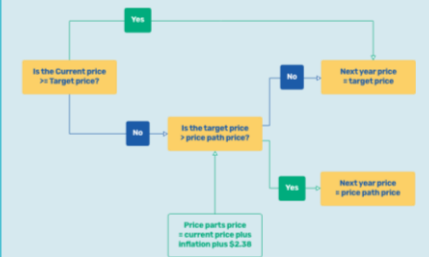 Yes
Is the Current price
>= Target price?
No
Next year price
= target price
No
Is the target price
> price path price?
Yes
Next year price
= price path price
Price parts price
= current price plus
inflation plus $2.38